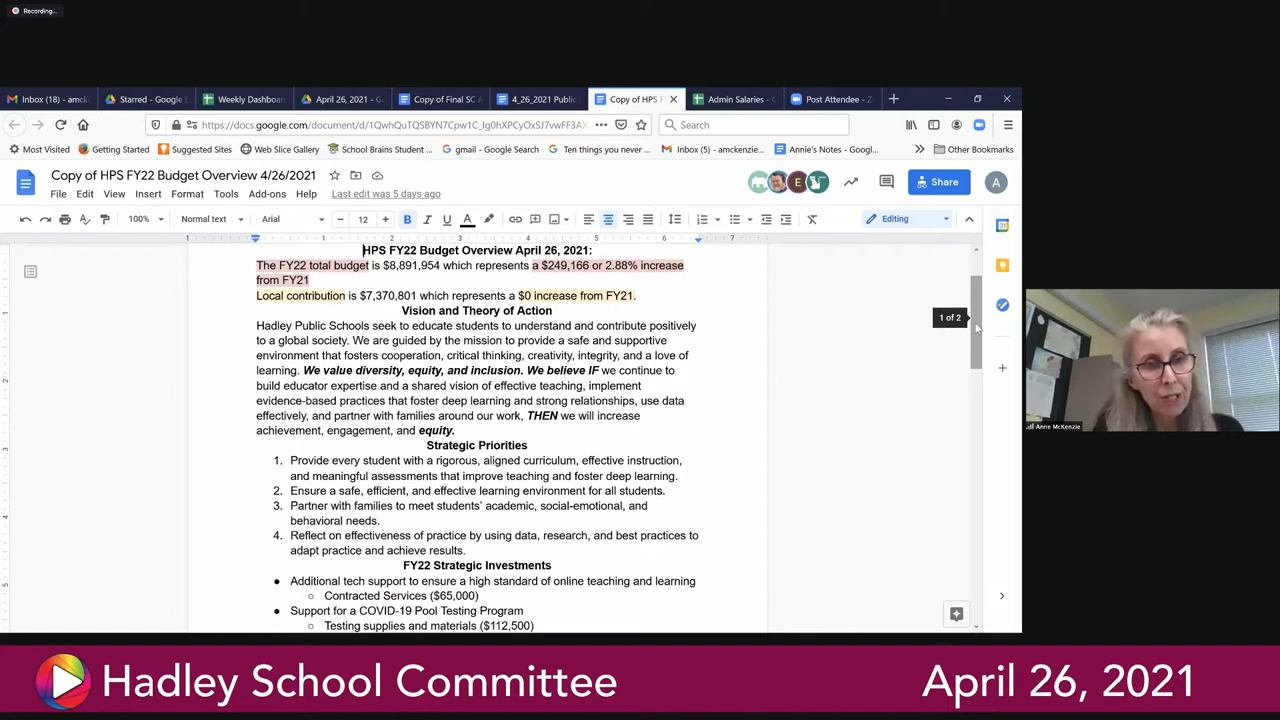 Recording...
Inbox (18) - amck
Starred - Google
Weekly Dashboar
April 26, 2021 - G
Copy of Final SC A
4_26_2021 Public
Copy of HPS F
Admin Salaries - G
Post Attendee - Z
https://docs.google.com/document/d/1QwhQuTQSBYN7Cpw1C_Ig0hXPCyOxSJ7vwFF3AX
Search
Most Visited
Getting Started
Suggested Sites
Web Slice Gallery
School Brains Student ...
gmail - Google Search
Ten things you never ...
Inbox (5) - amckenzie...
Annie's Notes - Googl...
Other Bookmarks
Copy of HPS FY22 Budget Overview 4/26/2021
File Edit View Insert Format Tools Add-ons Help Last edit was 5 days ago
E
Share
A
100% Normal text Arial 12 B I U A Editing
1 1 2 3 4 5 6 7
HPS FY22 Budget Overview April 26, 2021:
The FY22 total budget is $8,891,954 which represents a $249,166 or 2.88% increase
from FY21
Local contribution is $7,370,801 which represents a $0 increase from FY21.
Vision and Theory of Action
Hadley Public Schools seek to educate students to understand and contribute positively
to a global society. We are guided by the mission to provide a safe and supportive
environment that fosters cooperation, critical thinking, creativity, integrity, and a love of
learning. We value diversity, equity, and inclusion. We believe IF we continue to
build educator expertise and a shared vision of effective teaching, implement
evidence-based practices that foster deep learning and strong relationships, use data
effectively, and partner with families around our work, THEN we will increase
achievement, engagement, and equity.
Strategic Priorities
1. Provide every student with a rigorous, aligned curriculum, effective instruction,
and meaningful assessments that improve teaching and foster deep learning.
2. Ensure a safe, efficient, and effective learning environment for all students.
3. Partner with families to meet students' academic, social-emotional, and
behavioral needs.
4. Reflect on effectiveness of practice by using data, research, and best practices to
adapt practice and achieve results.
FY22 Strategic Investments
● Additional tech support to ensure a high standard of online teaching and learning
○ Contracted Services ($65,000)
● Support for a COVID-19 Pool Testing Program
○ Testing supplies and materials ($112,500)
1 of 2
Anne McKenzie
Hadley School Committee
April 26, 2021